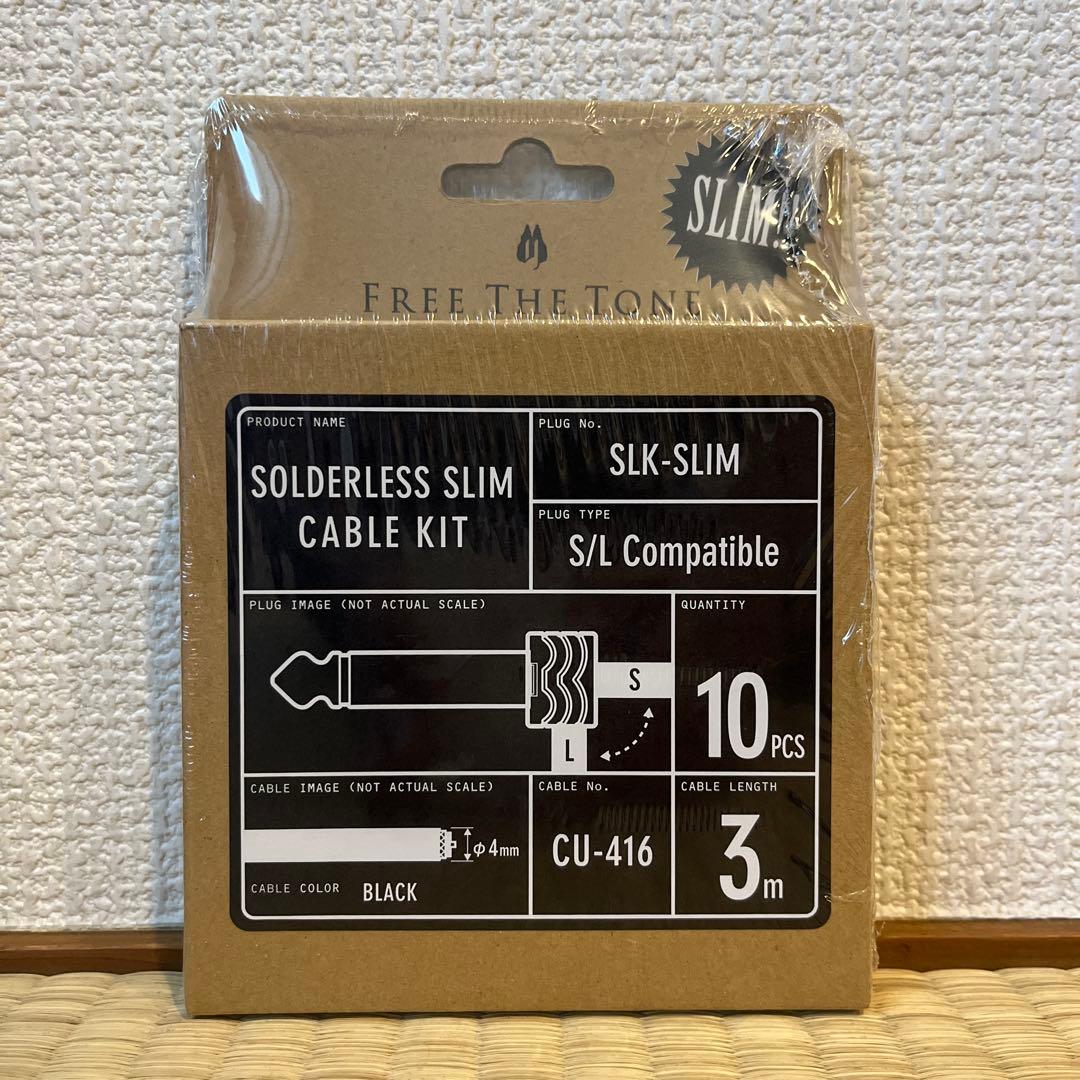 SLIM!!
FREE THE TONE
PRODUCT NAME
SOLDERLESS SLIM
CABLE KIT
PLUG No.
SLK-SLIM
PLUG TYPE
S/L Compatible
PLUG IMAGE (NOT ACTUAL SCALE)
S
L
QUANTITY
10 PCS
CABLE IMAGE (NOT ACTUAL SCALE)
φ4mm
CABLE COLOR BLACK
CABLE No.
CU-416
CABLE LENGTH
3m